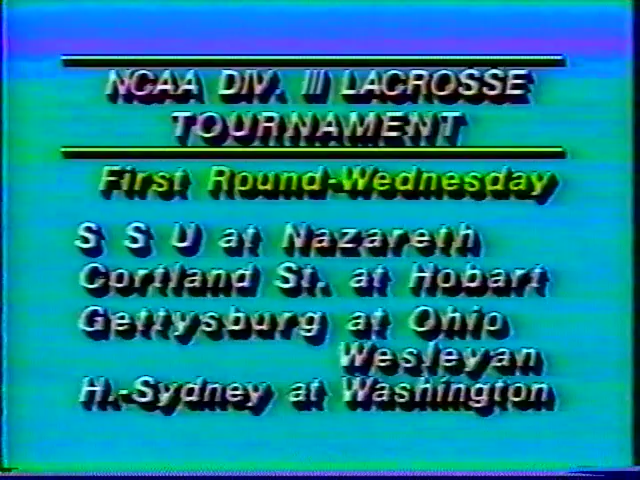 NCAA DIV. III LACROSSE
TOURNAMENT
First Round-Wednesday
S S U at Nazareth
Cortland St. at Hobart
Gettysburg at Ohio
Wesleyan
H.-Sydney at Washington